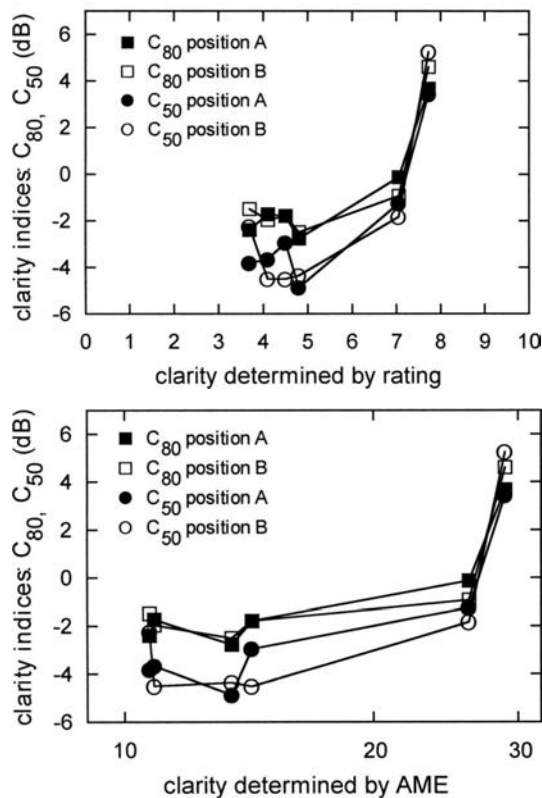 clarity indices: C80, C50 (dB)
6
4
2
0
-2
-4
-6
C80 position A
C80 position B
C50 position A
C50 position B
0 1 2 3 4 5 6 7 8 9 10
clarity determined by rating
clarity indices: C80, C50 (dB)
6
4
2
0
-2
-4
-6
C80 position A
C80 position B
C50 position A
C50 position B
10 20 30
clarity determined by AME